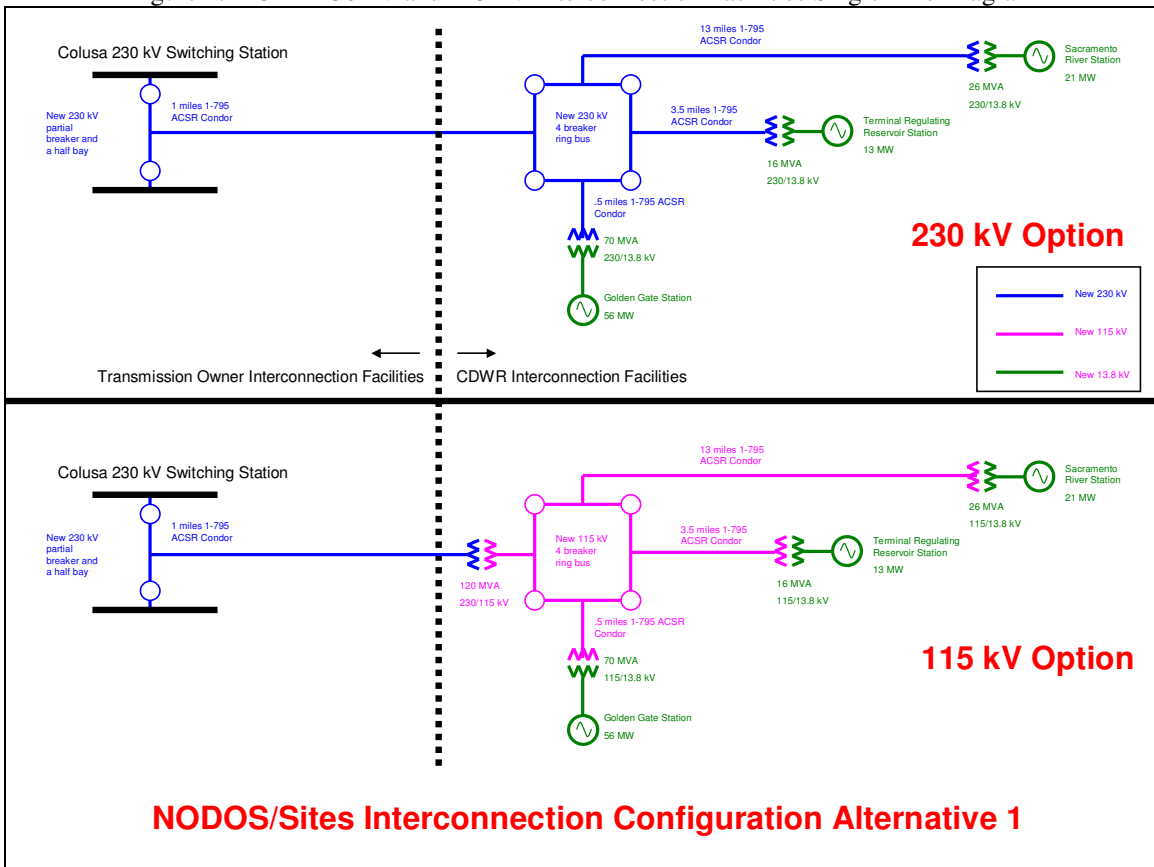 13 miles 1-795
ACSR Condor
Sacramento
River Station
21 MW
26 MVA
230/13.8 kV
Colusa 230 kV Switching Station
New 230 kV
partial
breaker and
a half bay
1 miles 1-795
ACSR Condor
New 230 kV
4 breaker
ring bus
3.5 miles 1-795
ACSR Condor
Terminal Regulating
Reservoir Station
13 MW
16 MVA
230/13.8 kV
.5 miles 1-795 ACSR
Condor
70 MVA
230/13.8 kV
Golden Gate Station
56 MW
230 kV Option
New 230 kV
New 115 kV
New 13.8 kV
Transmission Owner Interconnection Facilities
CDWR Interconnection Facilities
13 miles 1-795
ACSR Condor
Sacramento
River Station
21 MW
26 MVA
115/13.8 kV
Colusa 230 kV Switching Station
New 230 kV
partial
breaker and
a half bay
1 miles 1-795
ACSR Condor
120 MVA
230/115 kV
New 115 kV
4 breaker
ring bus
3.5 miles 1-795
ACSR Condor
Terminal Regulating
Reservoir Station
13 MW
16 MVA
115/13.8 kV
.5 miles 1-795 ACSR
Condor
70 MVA
115/13.8 kV
Golden Gate Station
56 MW
115 kV Option
NODOS/Sites Interconnection Configuration Alternative 1